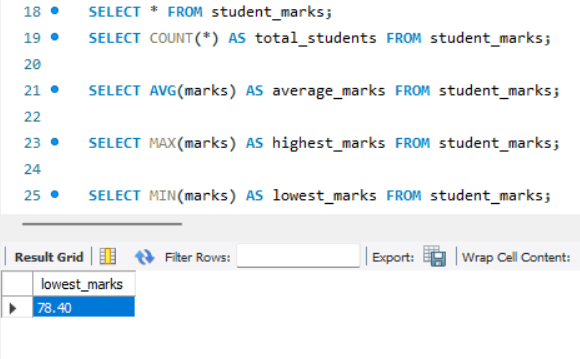 18 SELECT * FROM student_marks;
19 SELECT COUNT(*) AS total_students FROM student_marks;
20
21 SELECT AVG(marks) AS average_marks FROM student_marks;
22
23 SELECT MAX(marks) AS highest_marks FROM student_marks;
24
25 SELECT MIN(marks) AS lowest_marks FROM student_marks;
Result Grid Filter Rows: Export: Wrap Cell Content:
lowest_marks
78.40